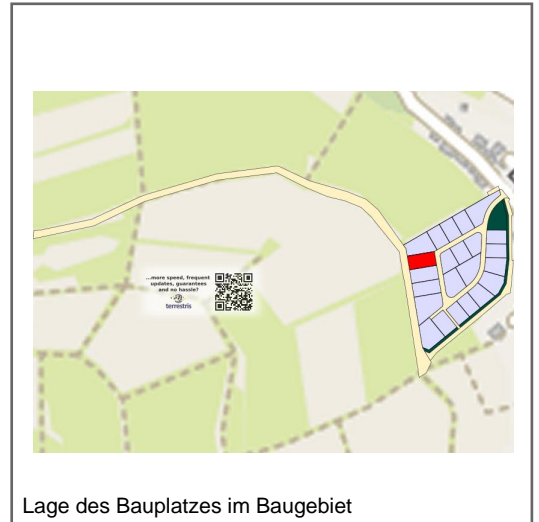 ...more speed, frequent
updates, guarantees
and no hassle?
terrestris
Lage des Bauplatzes im Baugebiet